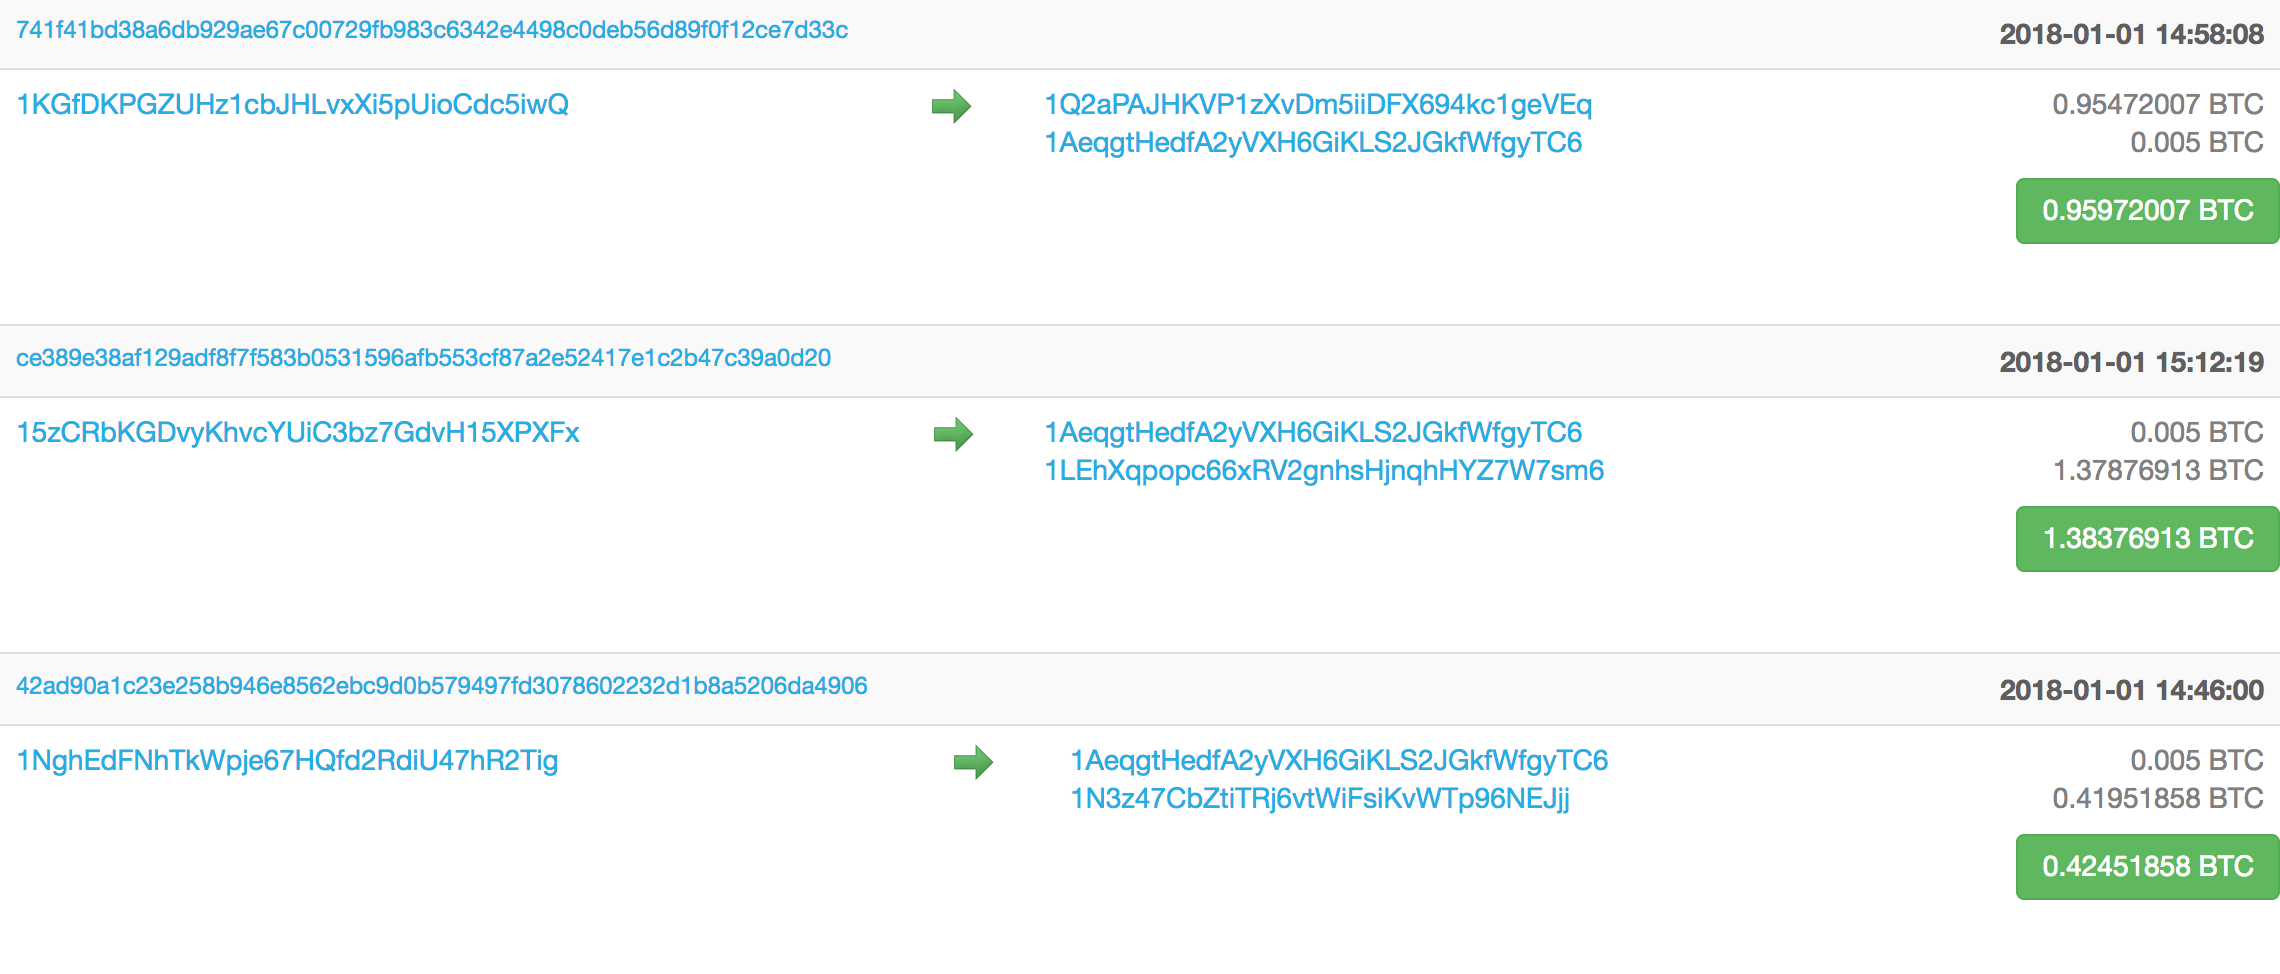 741f41bd38a6db929ae67c00729fb983c6342e4498c0deb56d89f0f12ce7d33c 2018-01-01 14:58:08
1KGfDKPGZUHz1cbJHLvxXi5pUioCdc5iwQ 1Q2aPAJHKVP1zXvDm5iiDFX694kc1geVEq 0.95472007 BTC
1AeqgtHedfA2yVXH6GiKLS2JGkfWfgyTC6 0.005 BTC
0.95972007 BTC
ce389e38af129adf8f7f583b0531596afb553cf87a2e52417e1c2b47c39a0d20 2018-01-01 15:12:19
15zCRbKGDvyKhvcYUiC3bz7GdvH15XPXFx 1AeqgtHedfA2yVXH6GiKLS2JGkfWfgyTC6 0.005 BTC
1LEhXqpopc66xRV2gnhsHjnqhHYZ7W7sm6 1.37876913 BTC
1.38376913 BTC
42ad90a1c23e258b946e8562ebc9d0b579497fd3078602232d1b8a5206da4906 2018-01-01 14:46:00
1NghEdFNhTkWpje67HQfd2RdiU47hR2Tig 1AeqgtHedfA2yVXH6GiKLS2JGkfWfgyTC6 0.005 BTC
1N3z47CbZtiTRj6vtWiFsiKvWTp96NEJjj 0.41951858 BTC
0.42451858 BTC